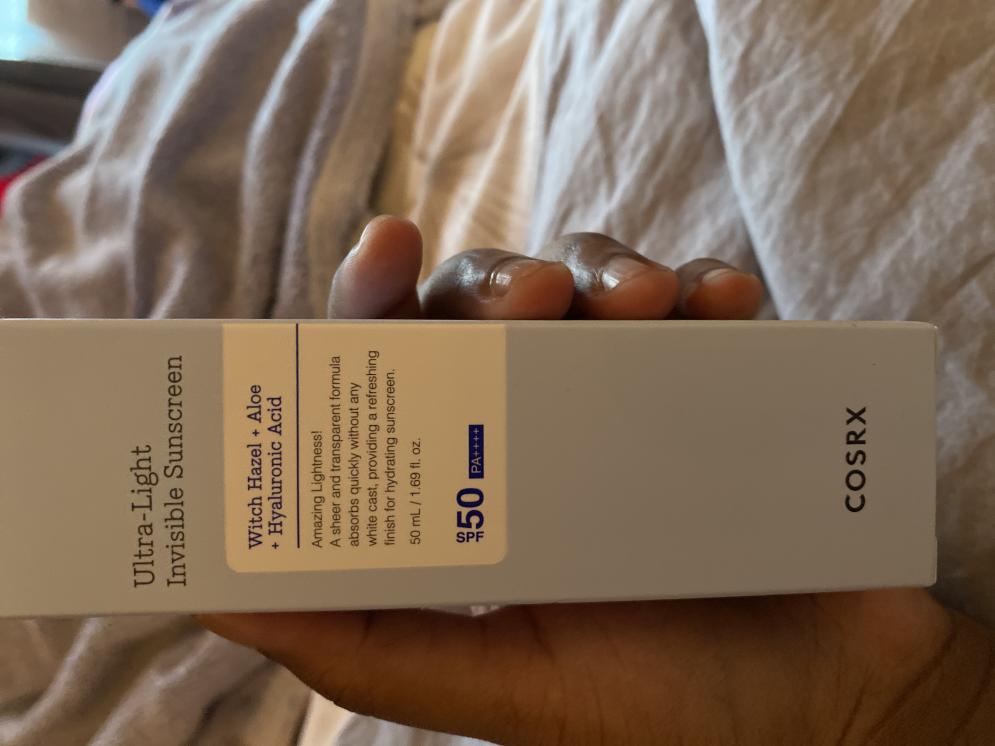 Ultra-Light
Invisible Sunscreen
Witch Hazel + Aloe
+ Hyaluronic Acid
Amazing Lightness!
A sheer and transparent formula
absorbs quickly without any
white cast, providing a refreshing
finish for hydrating sunscreen.
50 mL / 1.69 fl. oz.
SPF 50 PA++++
COSRX